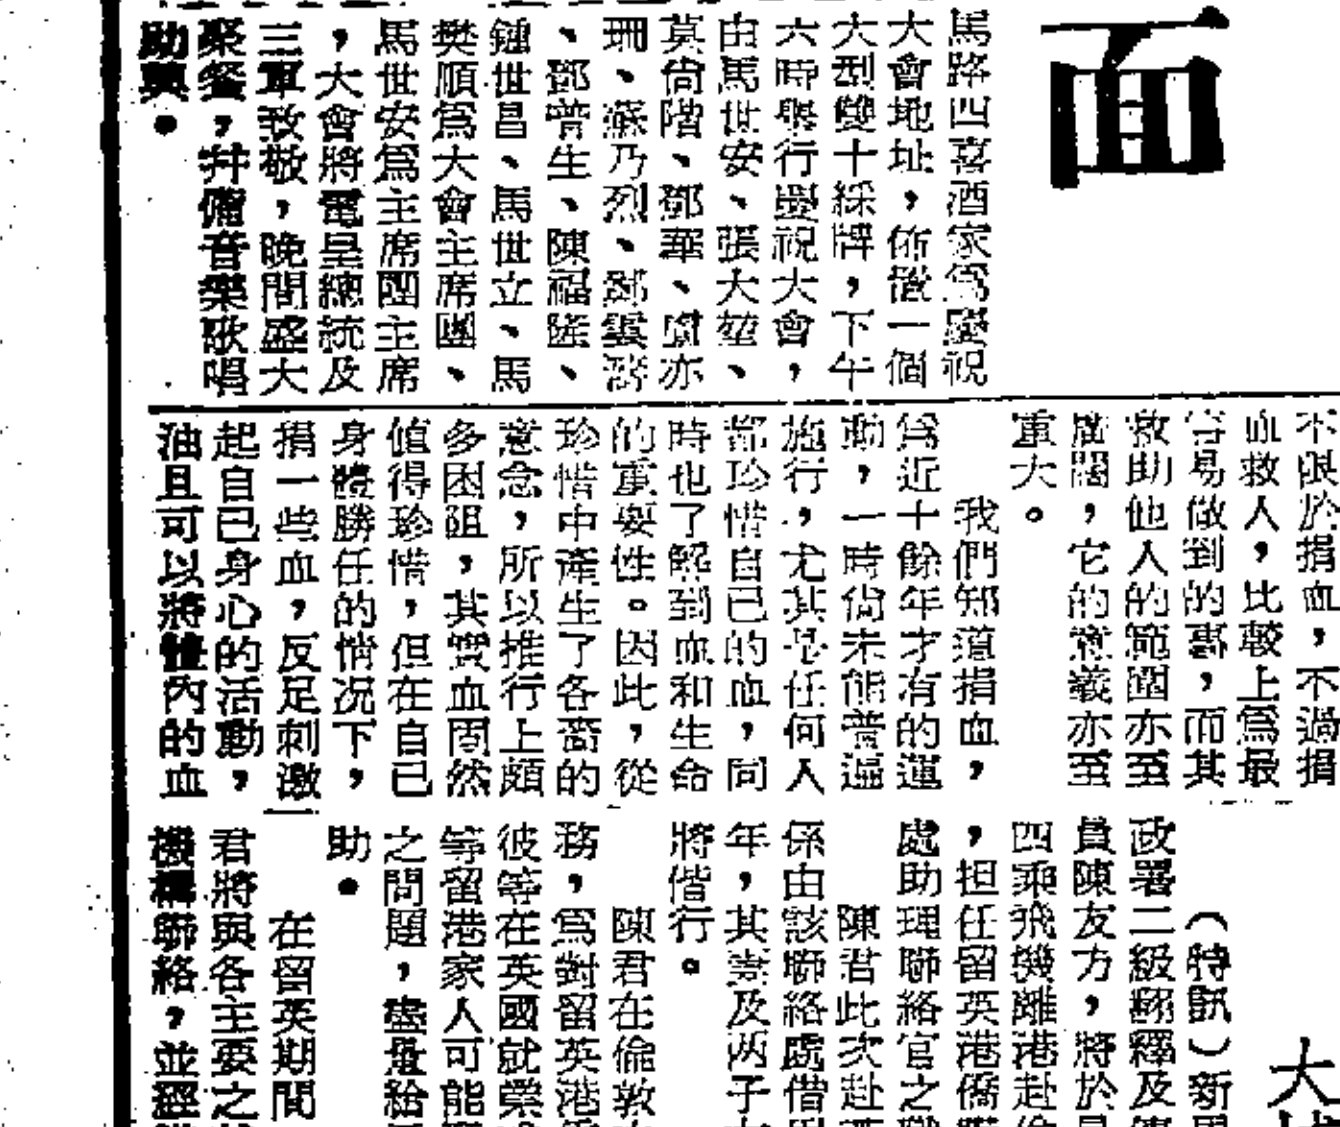 面
馬路四喜酒家爲慶祝
大會地址，佈置一個
大型雙十綵牌，下午
六時舉行慶祝大會，
由馬世安、張大堃、
莫尙階、鄧華、盧亦
珊、蘇乃烈、鄧雲
、鄧普生、陳福旺、
鍾世昌、馬世立、馬
樊順爲大會主席團、
馬世安爲主席團主席
，大會將電呈總統及
三軍致敬，晚間盛大
聚餐，幷備音樂歌唱
助興。
不限於捐血，不過捐
血救人，比較上爲最
容易做到的事，而其
救助他人的範圍亦至
廣闊，它的意義亦至
重大。
我們知道捐血，
爲近十餘年才有的運
動，一時尙未能普遍
施行，尤其是任何人
都珍惜自已的血，同
時也了解到血和生命
的重要性。因此，從
珍惜中產生了各嗇的
意念，所以推行上頗
多困阻，其實血固然
值得珍惜，但在自已
身體勝任的情况下，
捐一些血，反足刺激
起自已身心的活動，
油且可以將體內的血
大
（特訊）新
政署二級翻譯及
員陳友方，將於
四乘飛機離港赴
，担任留英港僑
處助理聯絡官之
陳君此次赴
係由該聯絡處借
年，其妻及两子
將偕行。
陳君在倫敦
務，爲對留英港
彼等在英國就業
等留港家人可能
之問題，盡量給
助。
在留英期間
君將與各主要之
機構聯絡，並經